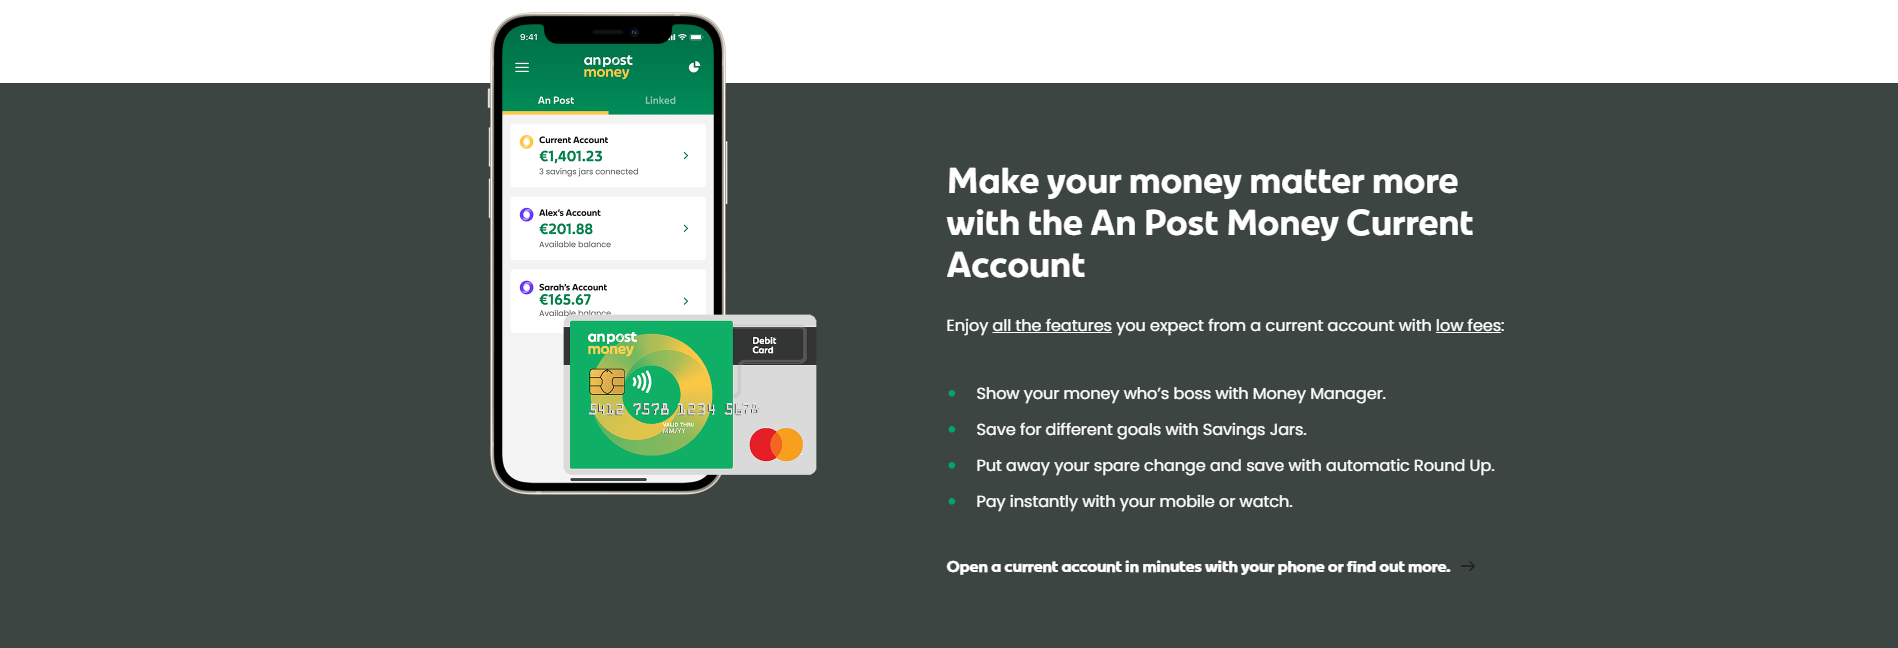 9:41
an post
money
An Post
Linked
Current Account
€1,401.23
3 savings jars connected
Alex's Account
€201.88
Available balance
Sarah's Account
€165.67
Available balance
an post
money
Debit
Card
5412 7578 1234 5678
VALID THRU
MM/YY
Make your money matter more
with the An Post Money Current
Account
Enjoy all the features you expect from a current account with low fees:
Show your money who's boss with Money Manager.
Save for different goals with Savings Jars.
Put away your spare change and save with automatic Round Up.
Pay instantly with your mobile or watch.
Open a current account in minutes with your phone or find out more. →